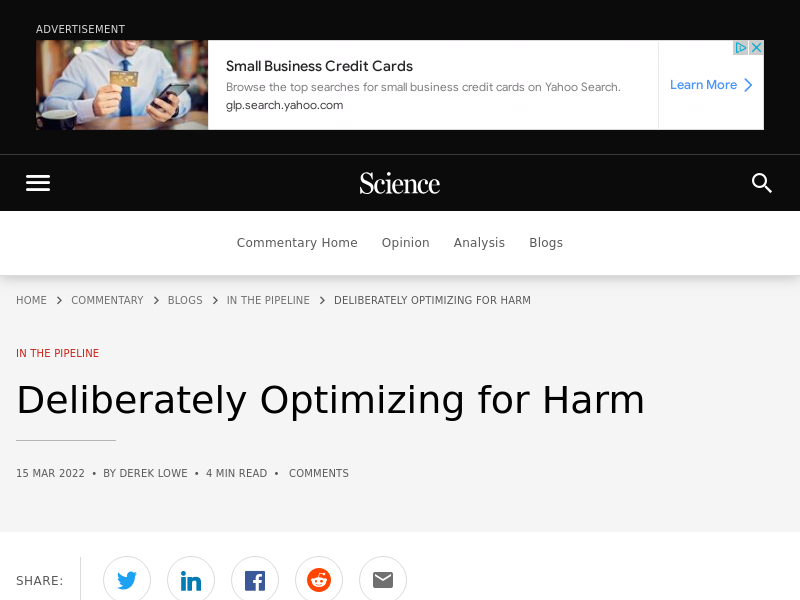 ADVERTISEMENT
Small Business Credit Cards
Browse the top searches for small business credit cards on Yahoo Search.
glp.search.yahoo.com
Learn More
Science
Commentary Home Opinion Analysis Blogs
HOME > COMMENTARY > BLOGS > IN THE PIPELINE > DELIBERATELY OPTIMIZING FOR HARM
IN THE PIPELINE
Deliberately Optimizing for Harm
15 MAR 2022 • BY DEREK LOWE • 4 MIN READ • COMMENTS
SHARE: